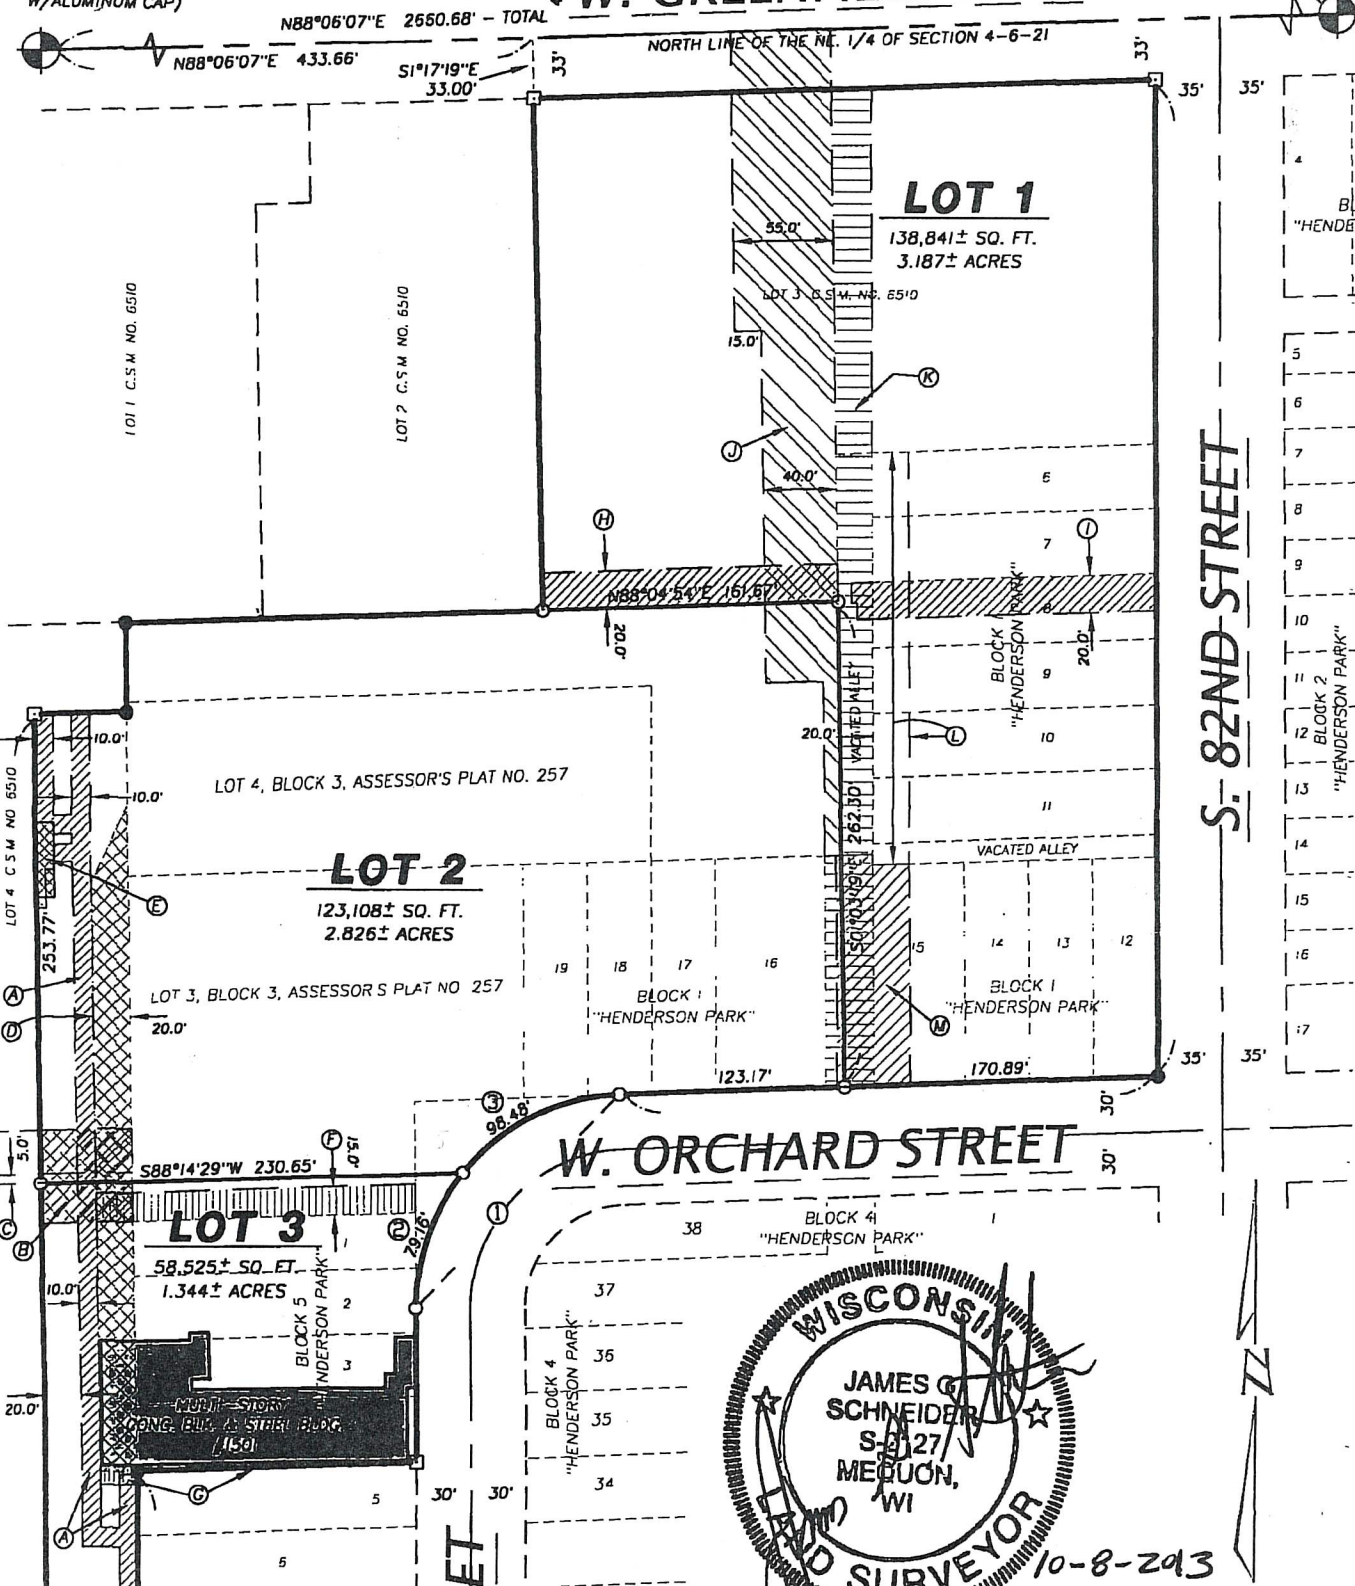 W/ALUMINUM CAP)
N88°06'07"E 2650.68' - TOTAL
N88°06'07"E 433.66'
S1°17'19"E
33.00'
33'
NORTH LINE OF THE NE. 1/4 OF SECTION 4-6-21
33'
35'
35'
LOT 1
138,841± SQ. FT.
3.187± ACRES
55.0'
LOT 3 C.S.M. NO. 6510
15.0'
LOT 1 C.S.M NO. 6510
LOT 2 C.S.M NO. 6510
K
J
40.0'
H
I
N88°04'54"E 161.67'
20.0'
20.0'
6
7
8
9
10
11
BLOCK 1
"HENDERSON PARK"
VACATED ALLEY
VACATED ALLEY
20.0'
L
S. 82ND STREET
4
"HENDE
5
6
7
8
9
10
11
12
13
14
15
16
17
BLOCK 2
"HENDERSON PARK"
10.0'
10.0'
LOT 4 C.S.M NO 6510
LOT 4, BLOCK 3, ASSESSOR'S PLAT NO. 257
LOT 2
123,108± SQ. FT.
2.826± ACRES
E
253.77'
A
D
20.0'
LOT 3, BLOCK 3, ASSESSOR'S PLAT NO 257
19
18
17
16
BLOCK 1
"HENDERSON PARK"
S01°03'19"E 262.30'
15
14
13
12
BLOCK 1
"HENDERSON PARK"
M
123.17'
170.89'
35'
35'
30'
30'
3
98.48'
W. ORCHARD STREET
5.0'
S88°14'29"W 230.65'
F
15.0'
C
B
2
79.16'
1
LOT 3
58,525± SQ. FT.
1.344± ACRES
10.0'
1
2
3
BLOCK 5
MULTI-STORY
CONC. BLK. & STEEL BLDG.
20.0'
G
A
5
6
30'
30'
38
BLOCK 4
"HENDERSON PARK"
1
37
36
35
34
BLOCK 4
"HENDERSON PARK"
WISCONSIN
JAMES
SCHNEIDER
MEQUON,
WI
LAND SURVEYOR
10-8-2013